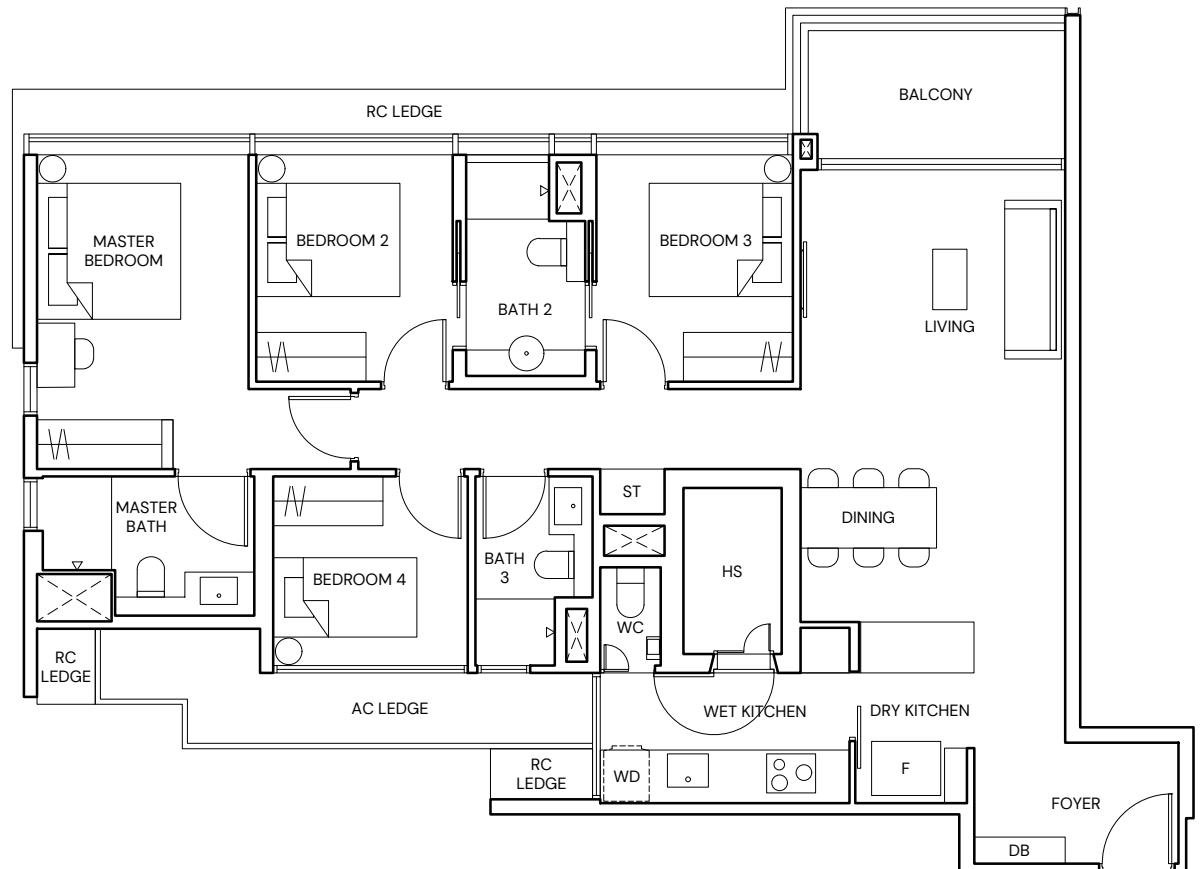 BALCONY
RC LEDGE
MASTER
BEDROOM
BEDROOM 2
BEDROOM 3
BATH 2
LIVING
MASTER
BATH
ST
DINING
BATH
3
BEDROOM 4
HS
WC
RC
LEDGE
AC LEDGE
WET KITCHEN
DRY KITCHEN
RC
LEDGE
WD
F
FOYER
DB